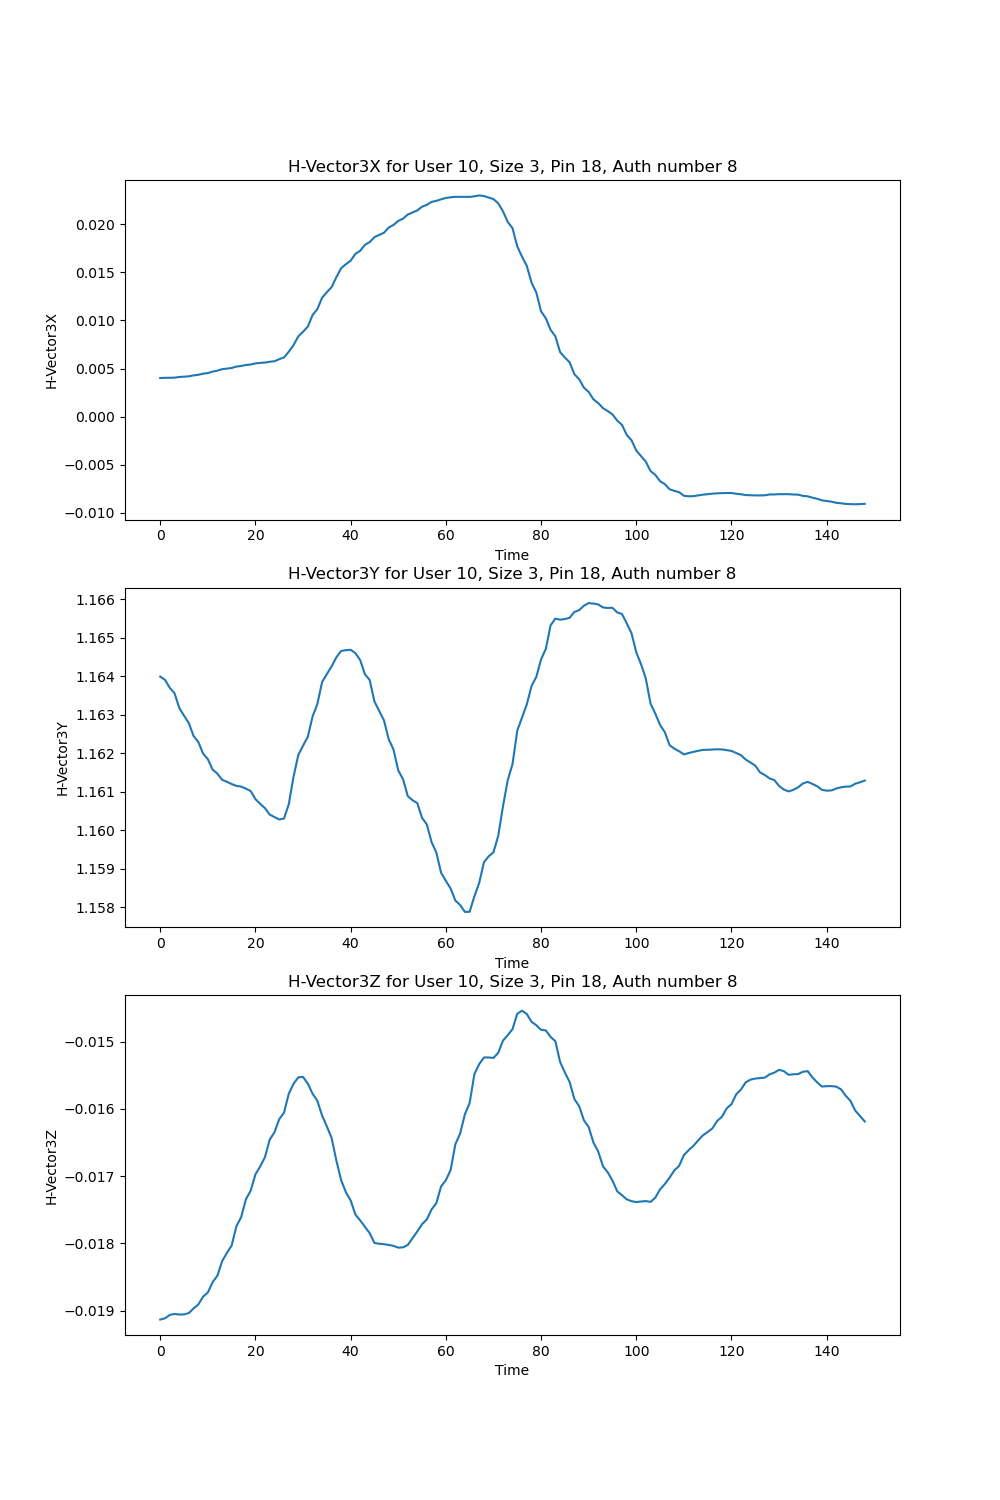 H-Vector3X for User 10, Size 3, Pin 18, Auth number 8
0.020
0.015
0.010
0.005
0.000
−0.005
−0.010
H-Vector3X
0 20 40 60 80 100 120 140
Time
H-Vector3Y for User 10, Size 3, Pin 18, Auth number 8
1.166
1.165
1.164
1.163
1.162
1.161
1.160
1.159
1.158
H-Vector3Y
0 20 40 60 80 100 120 140
Time
H-Vector3Z for User 10, Size 3, Pin 18, Auth number 8
−0.015
−0.016
−0.017
−0.018
−0.019
H-Vector3Z
0 20 40 60 80 100 120 140
Time